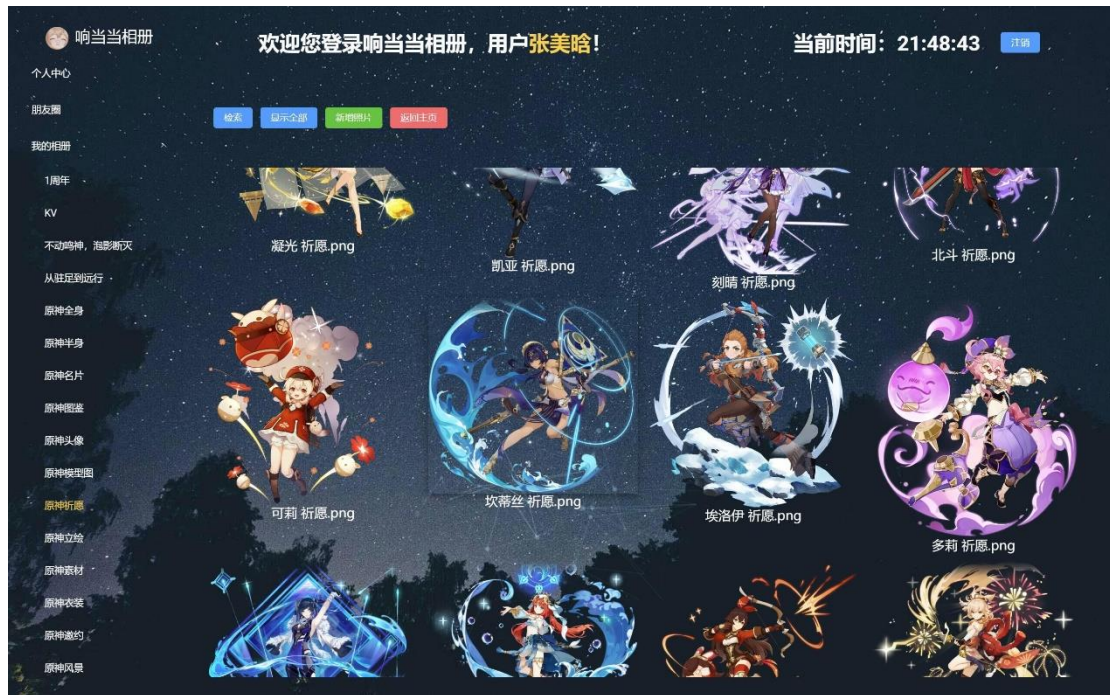 响当当相册
欢迎您登录响当当相册，用户张美晗！
当前时间：21:48:43
注销
个人中心
朋友圈
我的相册
1周年
KV
不动鸣神，泡影断灭
从驻足到远行
原神全身
原神半身
原神名片
原神图鉴
原神头像
原神模型图
原神祈愿
原神立绘
原神素材
原神衣装
原神邀约
原神风景
检索
显示全部
新增照片
返回主页
凝光 祈愿.png
凯亚 祈愿.png
刻晴 祈愿.png
北斗 祈愿.png
可莉 祈愿.png
坎蒂丝 祈愿.png
埃洛伊 祈愿.png
多莉 祈愿.png